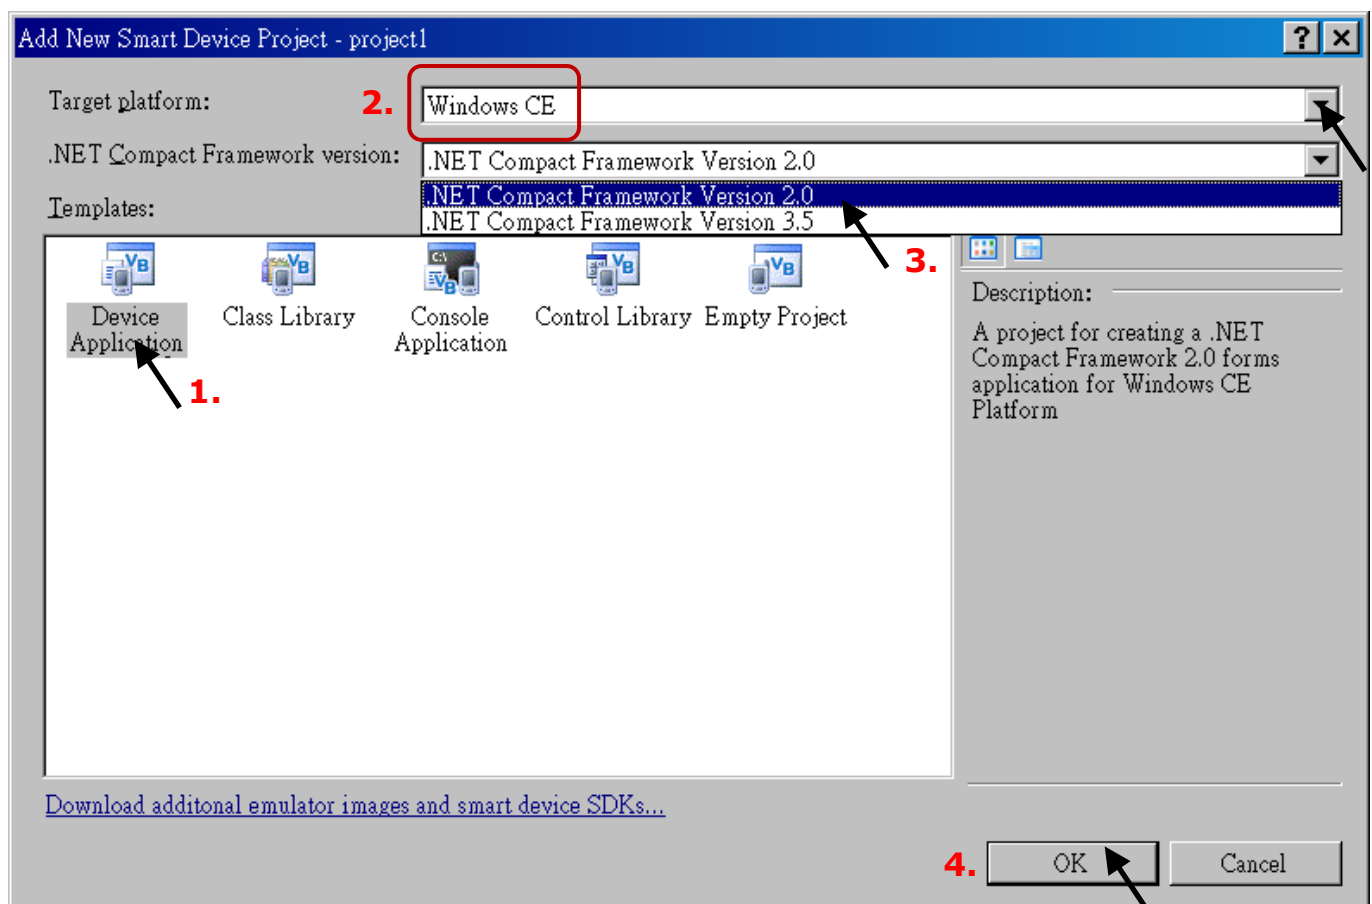 Add New Smart Device Project - project1
Target platform:
2.
Windows CE
.NET Compact Framework version:
.NET Compact Framework Version 2.0
.NET Compact Framework Version 2.0
.NET Compact Framework Version 3.5
3.
Templates:
Device
Application
Class Library
Console
Application
Control Library
Empty Project
1.
Description:
A project for creating a .NET
Compact Framework 2.0 forms
application for Windows CE
Platform
Download additonal emulator images and smart device SDKs...
4.
OK
Cancel